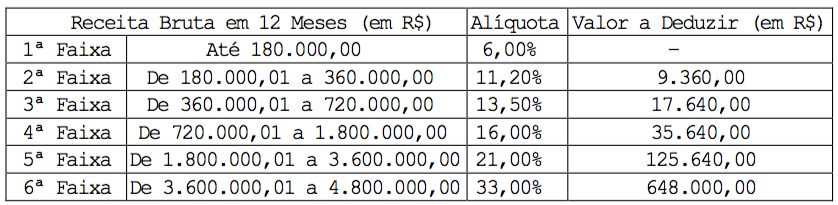 Receita Bruta em 12 Meses (em R$) Alíquota Valor a Deduzir (em R$)
1ª Faixa Até 180.000,00 6,00% –
2ª Faixa De 180.000,01 a 360.000,00 11,20% 9.360,00
3ª Faixa De 360.000,01 a 720.000,00 13,50% 17.640,00
4ª Faixa De 720.000,01 a 1.800.000,00 16,00% 35.640,00
5ª Faixa De 1.800.000,01 a 3.600.000,00 21,00% 125.640,00
6ª Faixa De 3.600.000,01 a 4.800.000,00 33,00% 648.000,00